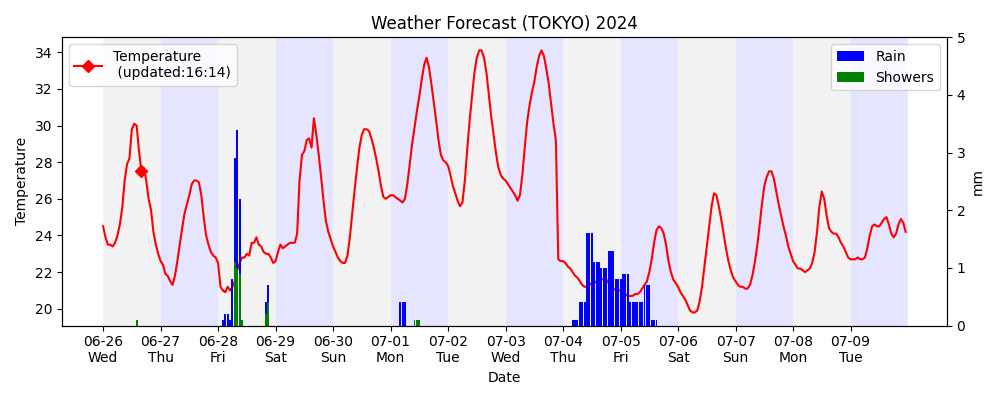 Weather Forecast (TOKYO) 2024
Temperature
(updated:16:14)
Rain
Showers
Temperature
34
32
30
28
26
24
22
20
5
4
3
2
1
0
mm
06-26 06-27 06-28 06-29 06-30 07-01 07-02 07-03 07-04 07-05 07-06 07-07 07-08 07-09
Wed Thu Fri Sat Sun Mon Tue Wed Thu Fri Sat Sun Mon Tue
Date